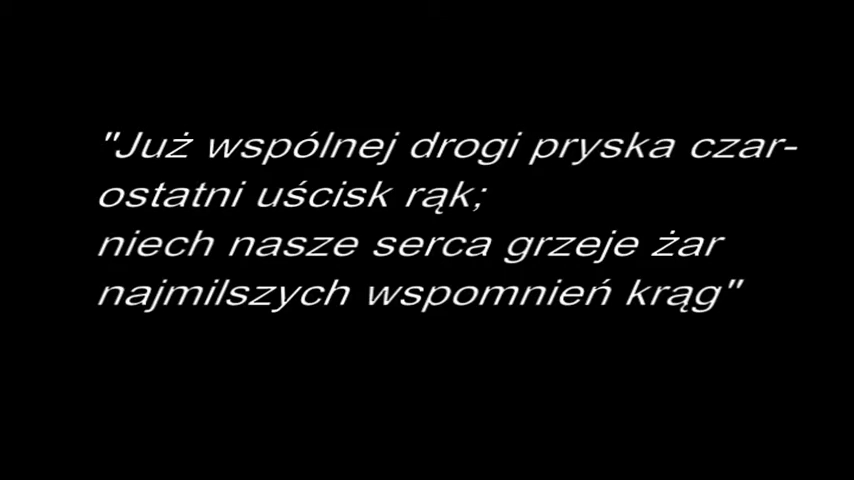 "Już wspólnej drogi pryska czar-
ostatni uścisk rąk;
niech nasze serca grzeje żar
najmilszych wspomnień krąg"